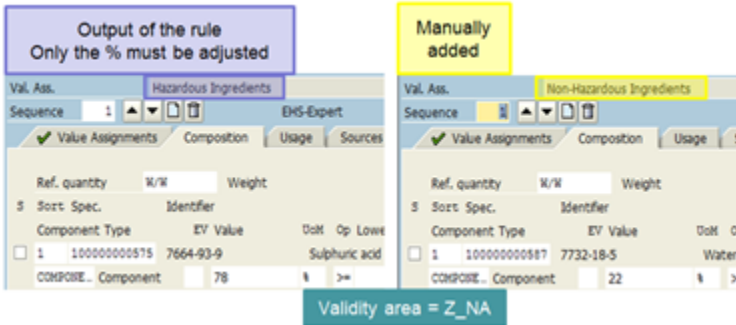 Output of the rule
Only the % must be adjusted
Manually
added
Val. Ass. Hazardous Ingredients
Sequence 1 EHS-Expert
Value Assignments Composition Usage Sources
Ref. quantity W/W Weight
S Sort Spec. Identifier
Component Type EV Value UoM Op Lowe
1 100000000575 7664-93-9 Sulphuric acid
COMPONE.. Component 78 % >=
Val. Ass. Non-Hazardous Ingredients
Sequence 1
Value Assignments Composition Usage S
Ref. quantity W/W Weight
S Sort Spec. Identifier
Component Type EV Value UoM O
1 100000000587 7732-18-5 Water
COMPONE.. Component 22 %
Validity area = Z_NA